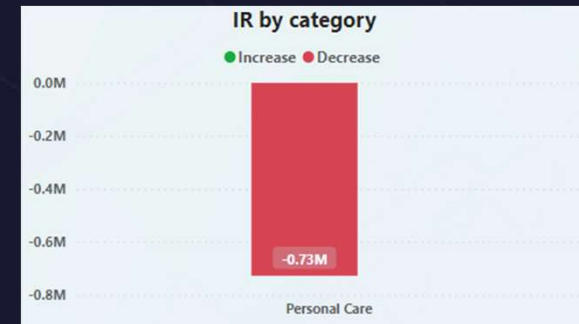 IR by category
Increase Decrease
0.0M
-0.2M
-0.4M
-0.6M
-0.73M
-0.8M
Personal Care